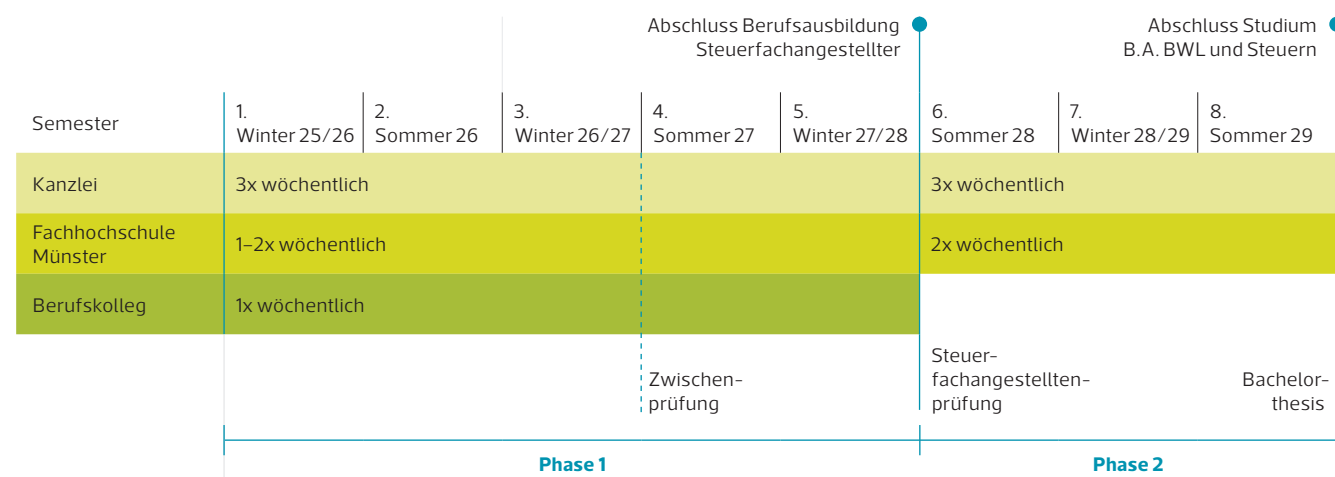 Abschluss Berufsausbildung
Steuerfachangestellter
Abschluss Studium
B.A. BWL und Steuern
Semester
1.
Winter 25/26
2.
Sommer 26
3.
Winter 26/27
4.
Sommer 27
5.
Winter 27/28
6.
Sommer 28
7.
Winter 28/29
8.
Sommer 29
Kanzlei
3x wöchentlich
3x wöchentlich
Fachhochschule
Münster
1–2x wöchentlich
2x wöchentlich
Berufskolleg
1x wöchentlich
Zwischen-
prüfung
Steuer-
fachangestellten-
prüfung
Bachelor-
thesis
Phase 1
Phase 2